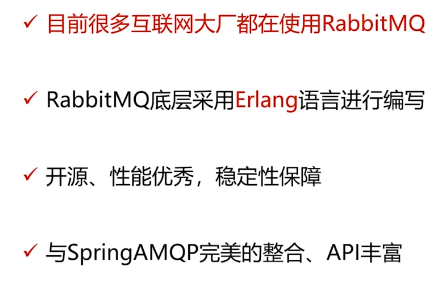 目前很多互联网大厂都在使用RabbitMQ
RabbitMQ底层采用Erlang语言进行编写
开源、性能优秀，稳定性保障
与SpringAMQP完美的整合、API丰富